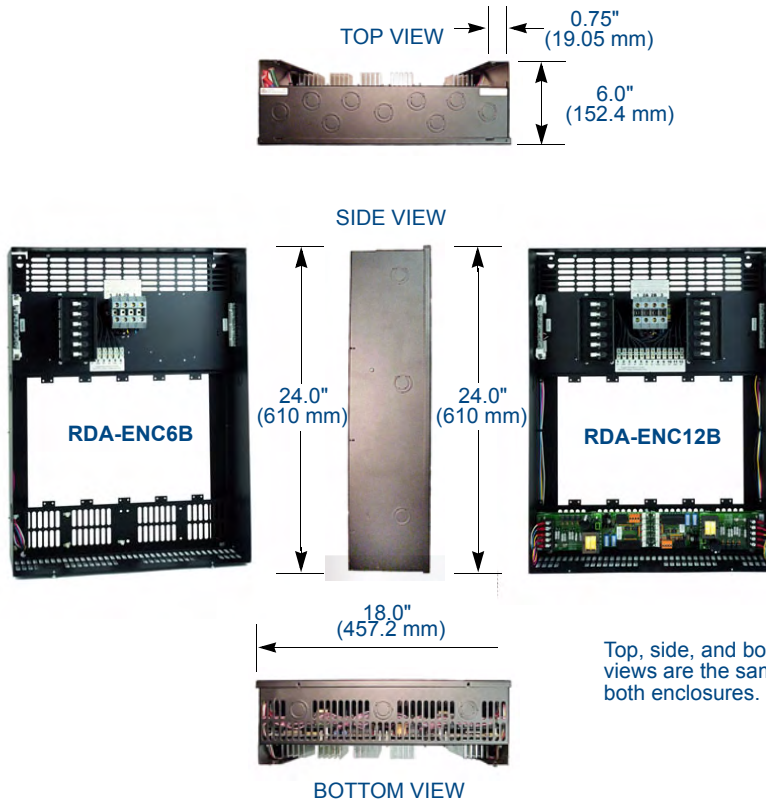 TOP VIEW
0.75"
(19.05 mm)
6.0"
(152.4 mm)
SIDE VIEW
24.0"
(610 mm)
24.0"
(610 mm)
RDA-ENC6B
RDA-ENC12B
18.0"
(457.2 mm)
Top, side, and bo
views are the sam
both enclosures.
BOTTOM VIEW